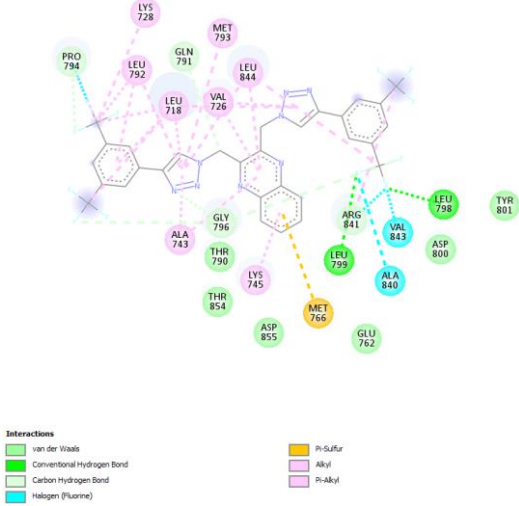 LYS
728
MET
793
PRO
794
GLN
791
LEU
792
LEU
844
LEU
718
VAL
726
N
N
N
N
N
N
N
N
GLY
796
ARG
841
LEU
798
TYR
801
ALA
743
VAL
843
THR
790
LEU
799
ASP
800
LYS
745
ALA
840
THR
854
MET
766
ASP
855
GLU
762
Interactions
van der Waals
Conventional Hydrogen Bond
Carbon Hydrogen Bond
Halogen (Fluorine)
Pi-Sulfur
Alkyl
Pi-Alkyl